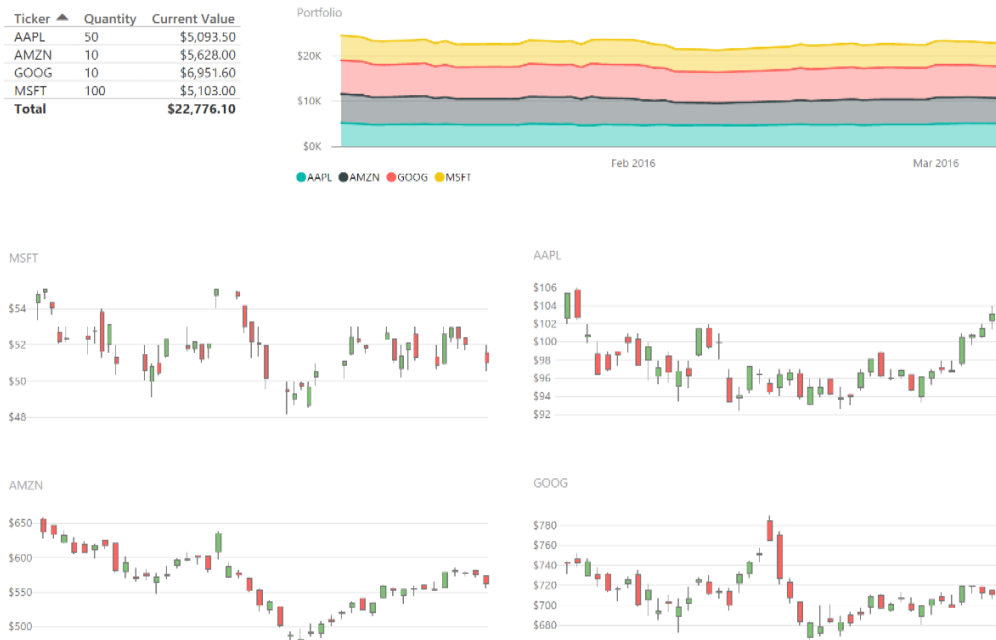 Ticker Quantity Current Value
AAPL 50 $5,093.50
AMZN 10 $5,628.00
GOOG 10 $6,951.60
MSFT 100 $5,103.00
Total $22,776.10
Portfolio
$20K
$10K
$0K
Feb 2016 Mar 2016
AAPL AMZN GOOG MSFT
MSFT
$54
$52
$50
$48
AAPL
$106
$104
$102
$100
$98
$96
$94
$92
AMZN
$650
$600
$550
$500
GOOG
$780
$760
$740
$720
$700
$680